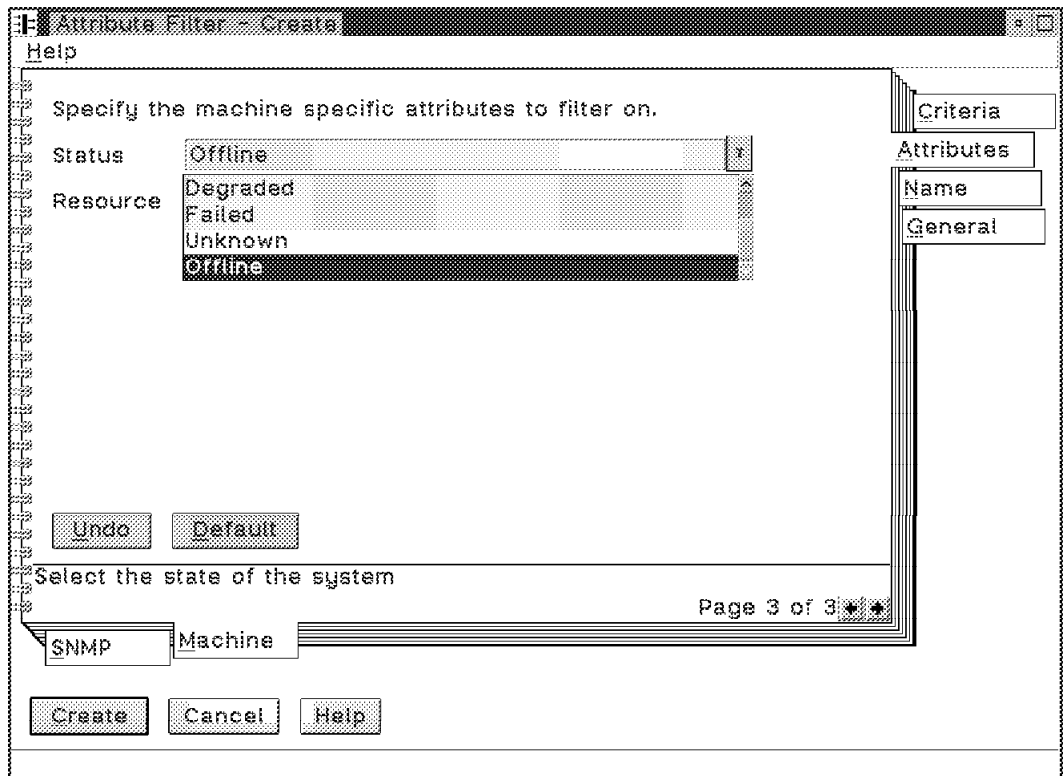 Attribute Filter - Create
Help
Specify the machine specific attributes to filter on.
Status
Offline
Resource
Degraded
Failed
Unknown
Offline
Criteria
Attributes
Name
General
Undo
Default
Select the state of the system
Page 3 of 3
SNMP
Machine
Create
Cancel
Help